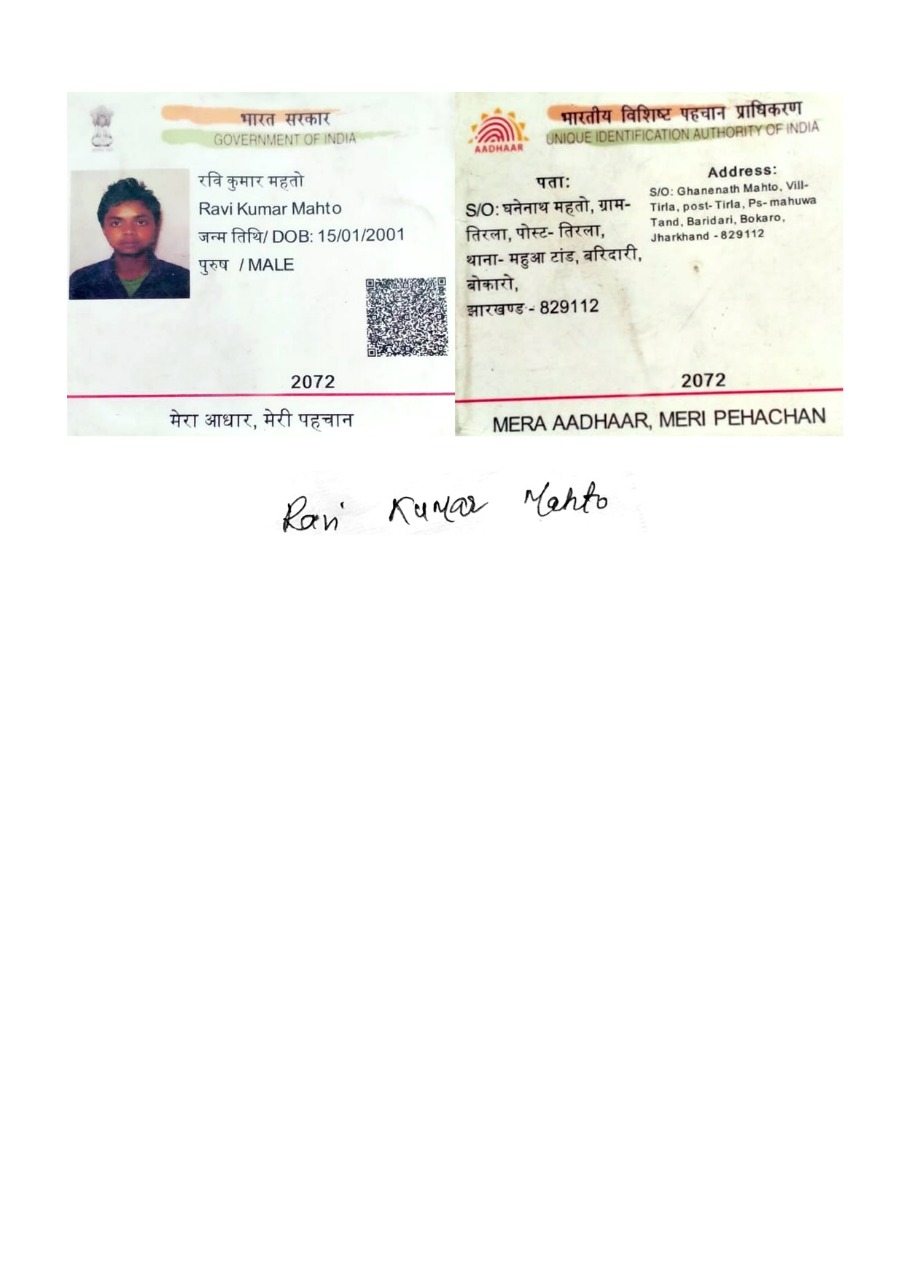 भारत सरकार
GOVERNMENT OF INDIA
रवि कुमार महतो
Ravi Kumar Mahto
जन्म तिथि/ DOB: 15/01/2001
पुरुष / MALE
2072
मेरा आधार, मेरी पहचान
भारतीय विशिष्ट पहचान प्राधिकरण
UNIQUE IDENTIFICATION AUTHORITY OF INDIA
AADHAAR
पता:
S/O: घनेनाथ महतो, ग्राम-
तिरला, पोस्ट- तिरला,
थाना- महुआ टांड, बरिदारी,
बोकारो,
झारखण्ड - 829112
Address:
S/O: Ghanenath Mahto, Vill-
Tirla, post- Tirla, Ps- mahuwa
Tand, Baridari, Bokaro,
Jharkhand - 829112
2072
MERA AADHAAR, MERI PEHACHAN
Ravi Kumar Mahto